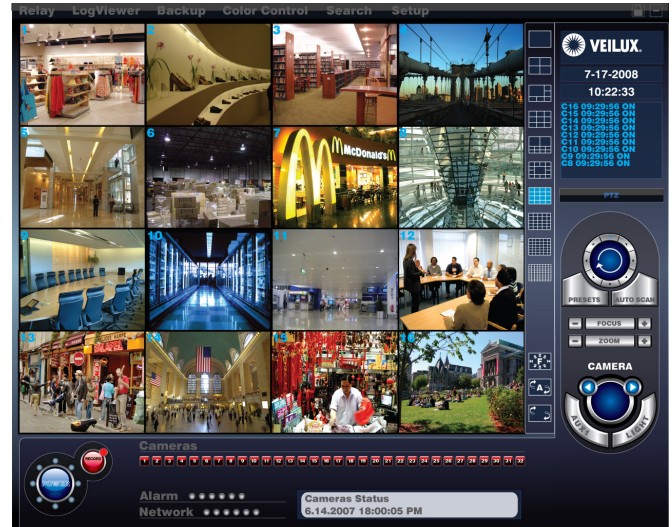 Relay LogViewer Backup Color Control Search Setup
1 2 3
VEILUX.
7-17-2008
10:22:33
C16 09:29:56 ON
C15 09:29:56 ON
C14 09:29:56 ON
C13 09:29:56 ON
C12 09:29:56 ON
C11 09:29:56 ON
C10 09:29:56 ON
C9 09:29:56 ON
C8 09:29:56 ON
5 6 7
McDonald's
PTZ
9 10 11 12
PRESETS AUTO SCAN
- FOCUS +
- ZOOM +
13 14 15 16
FALAFEL
F
A
CAMERA
AUX1 LIGHT
Cameras
RECORD
POWER
1 2 3 4 5 6 7 8 9 10 11 12 13 14 15 16 17 18 19 20 21 22 23 24 25 26 27 28 29 30 31 32
Alarm
Network
Cameras Status
6.14.2007 18:00:05 PM